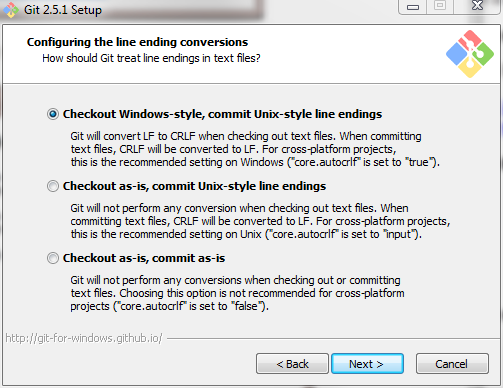 Git 2.5.1 Setup
Configuring the line ending conversions
How should Git treat line endings in text files?
Checkout Windows-style, commit Unix-style line endings
Git will convert LF to CRLF when checking out text files. When committing
text files, CRLF will be converted to LF. For cross-platform projects,
this is the recommended setting on Windows ("core.autocrlf" is set to "true").
Checkout as-is, commit Unix-style line endings
Git will not perform any conversion when checking out text files. When
committing text files, CRLF will be converted to LF. For cross-platform projects,
this is the recommended setting on Unix ("core.autocrlf" is set to "input").
Checkout as-is, commit as-is
Git will not perform any conversions when checking out or committing
text files. Choosing this option is not recommended for cross-platform
projects ("core.autocrlf" is set to "false").
http://git-for-windows.github.io/
< Back
Next >
Cancel